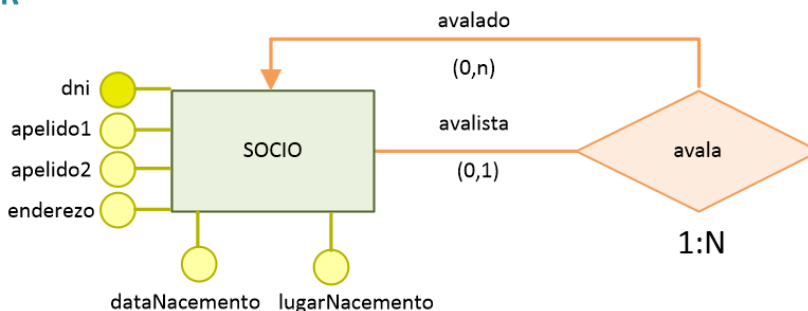 R
avalado
(0,n)
dni
apelido1
avalista
SOCIO
avala
apelido2
(0,1)
enderezo
1:N
dataNacemento
lugarNacemento